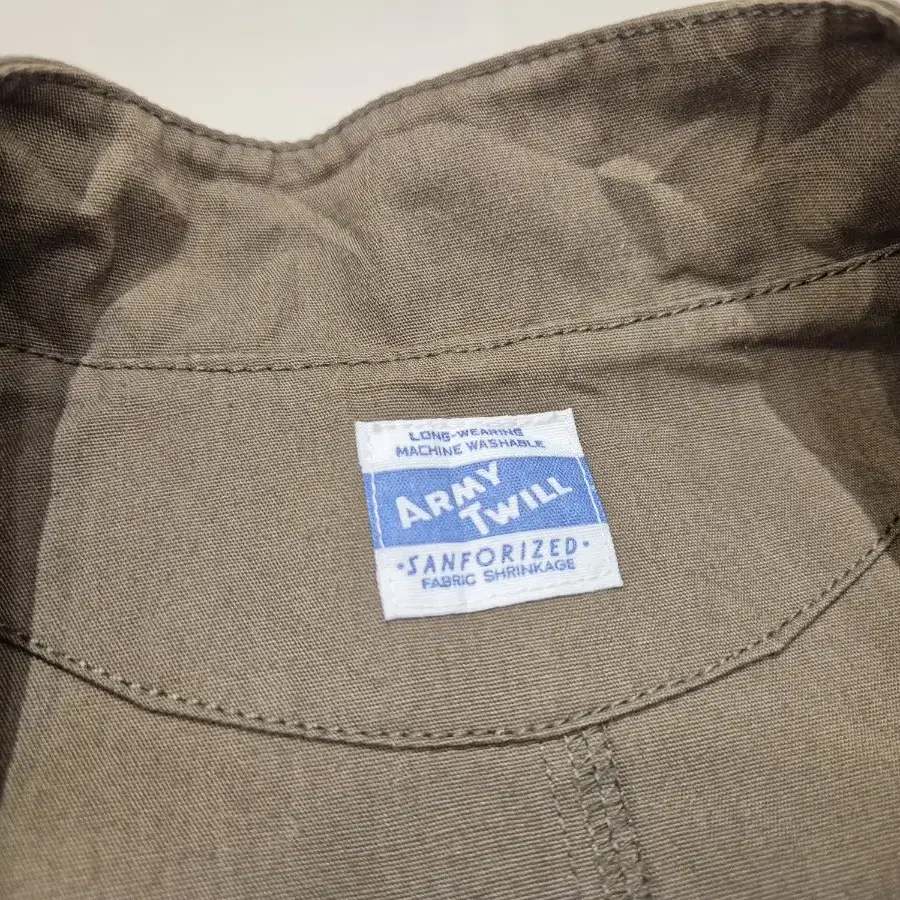 LONG-WEARING
MACHINE WASHABLE
ARMY
TWILL
·SANFORIZED·
FABRIC SHRINKAGE